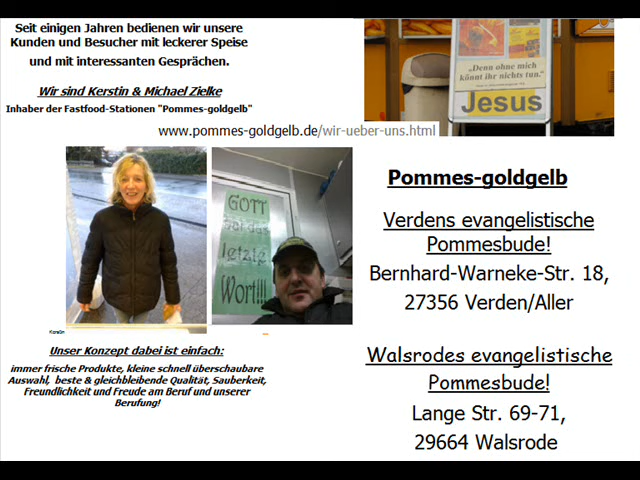 Seit einigen Jahren bedienen wir unsere
Kunden und Besucher mit leckerer Speise
und mit interessanten Gesprächen.
Wir sind Kerstin & Michael Zielke
Inhaber der Fastfood-Stationen "Pommes-goldgelb"
www.pommes-goldgelb.de/wir-ueber-uns.html
„Denn ohne mich
könnt ihr nichts tun.“
Jesus
GOTT
hat das
letzte
Wort!!!
Kerstin
Unser Konzept dabei ist einfach:
immer frische Produkte, kleine schnell überschaubare
Auswahl, beste & gleichbleibende Qualität, Sauberkeit,
Freundlichkeit und Freude am Beruf und unserer
Berufung!
Pommes-goldgelb
Verdens evangelistische
Pommesbude!
Bernhard-Warneke-Str. 18,
27356 Verden/Aller
Walsrodes evangelistische
Pommesbude!
Lange Str. 69-71,
29664 Walsrode